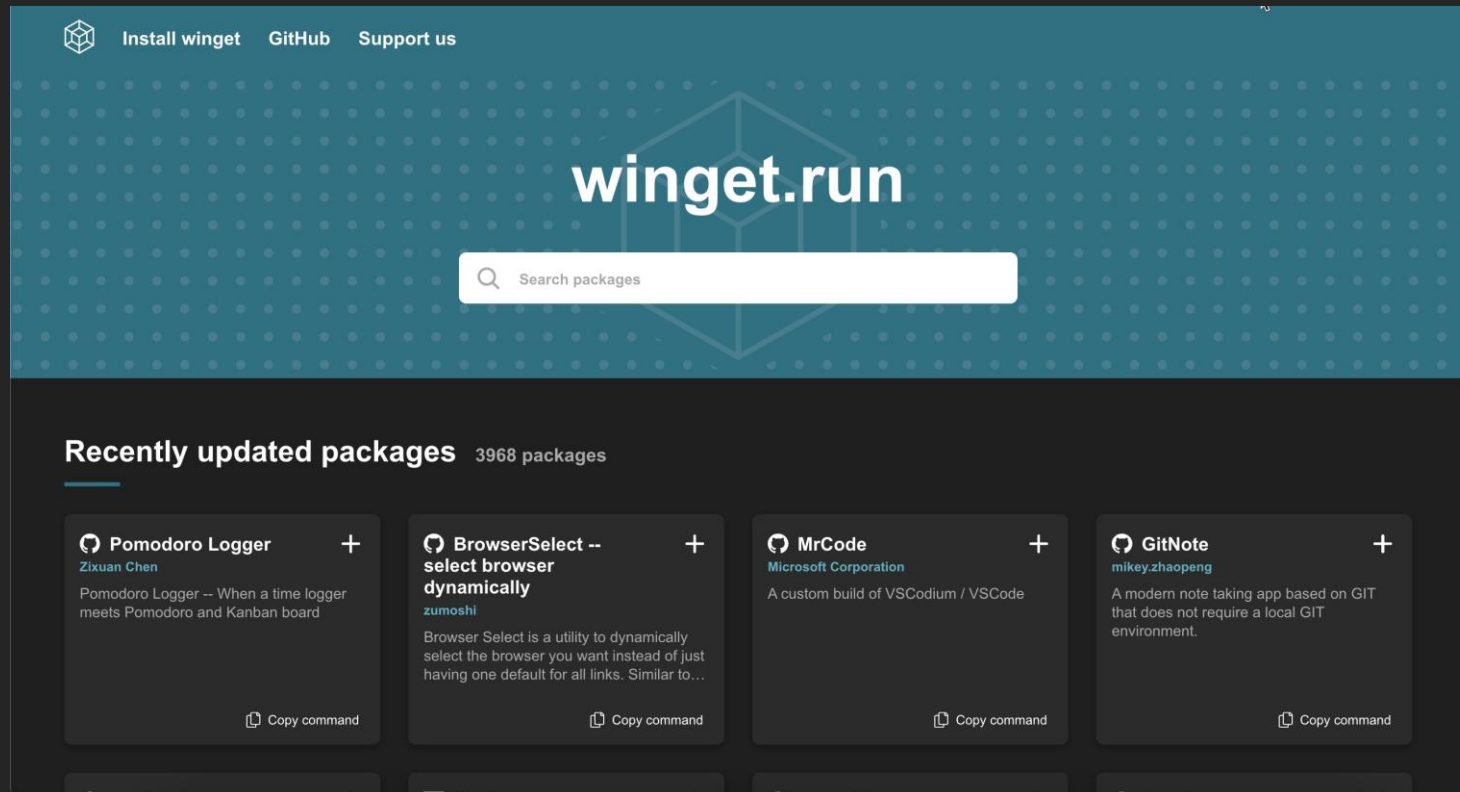 Install winget GitHub Support us
winget.run
Search packages
Recently updated packages 3968 packages
Pomodoro Logger
Zixuan Chen
Pomodoro Logger -- When a time logger
meets Pomodoro and Kanban board
Copy command
BrowserSelect --
select browser
dynamically
zumoshi
Browser Select is a utility to dynamically
select the browser you want instead of just
having one default for all links. Similar to…
Copy command
MrCode
Microsoft Corporation
A custom build of VSCodium / VSCode
Copy command
GitNote
mikey.zhaopeng
A modern note taking app based on GIT
that does not require a local GIT
environment.
Copy command